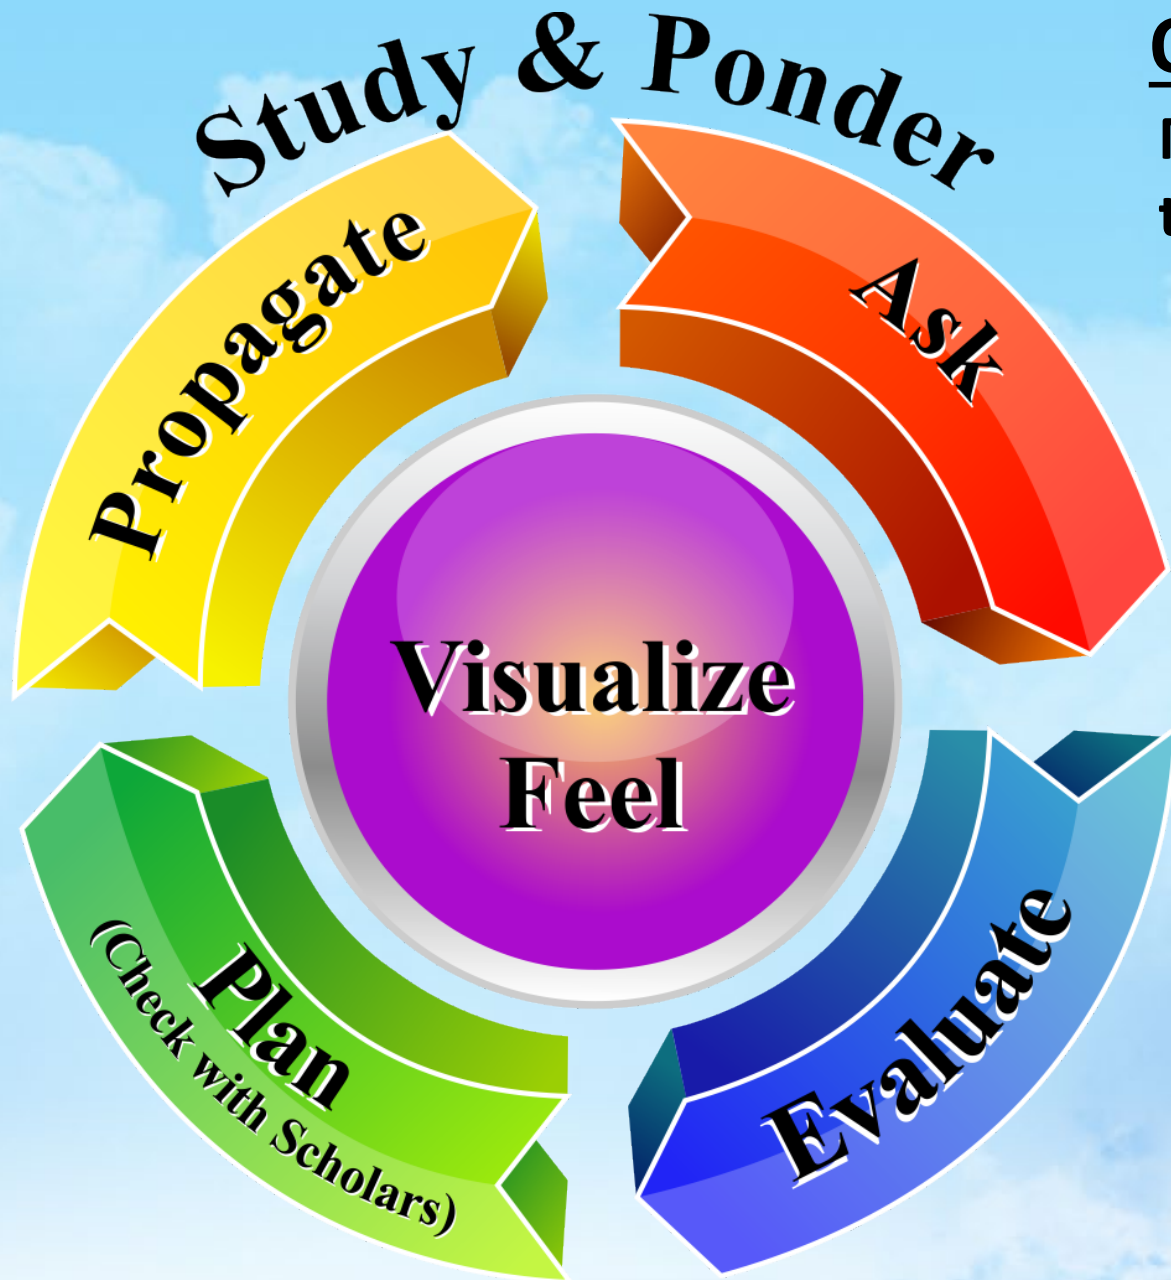 Study & Ponder
Propagate
Ask
Visualize
Feel
Plan
(Check with Scholars)
Evaluate